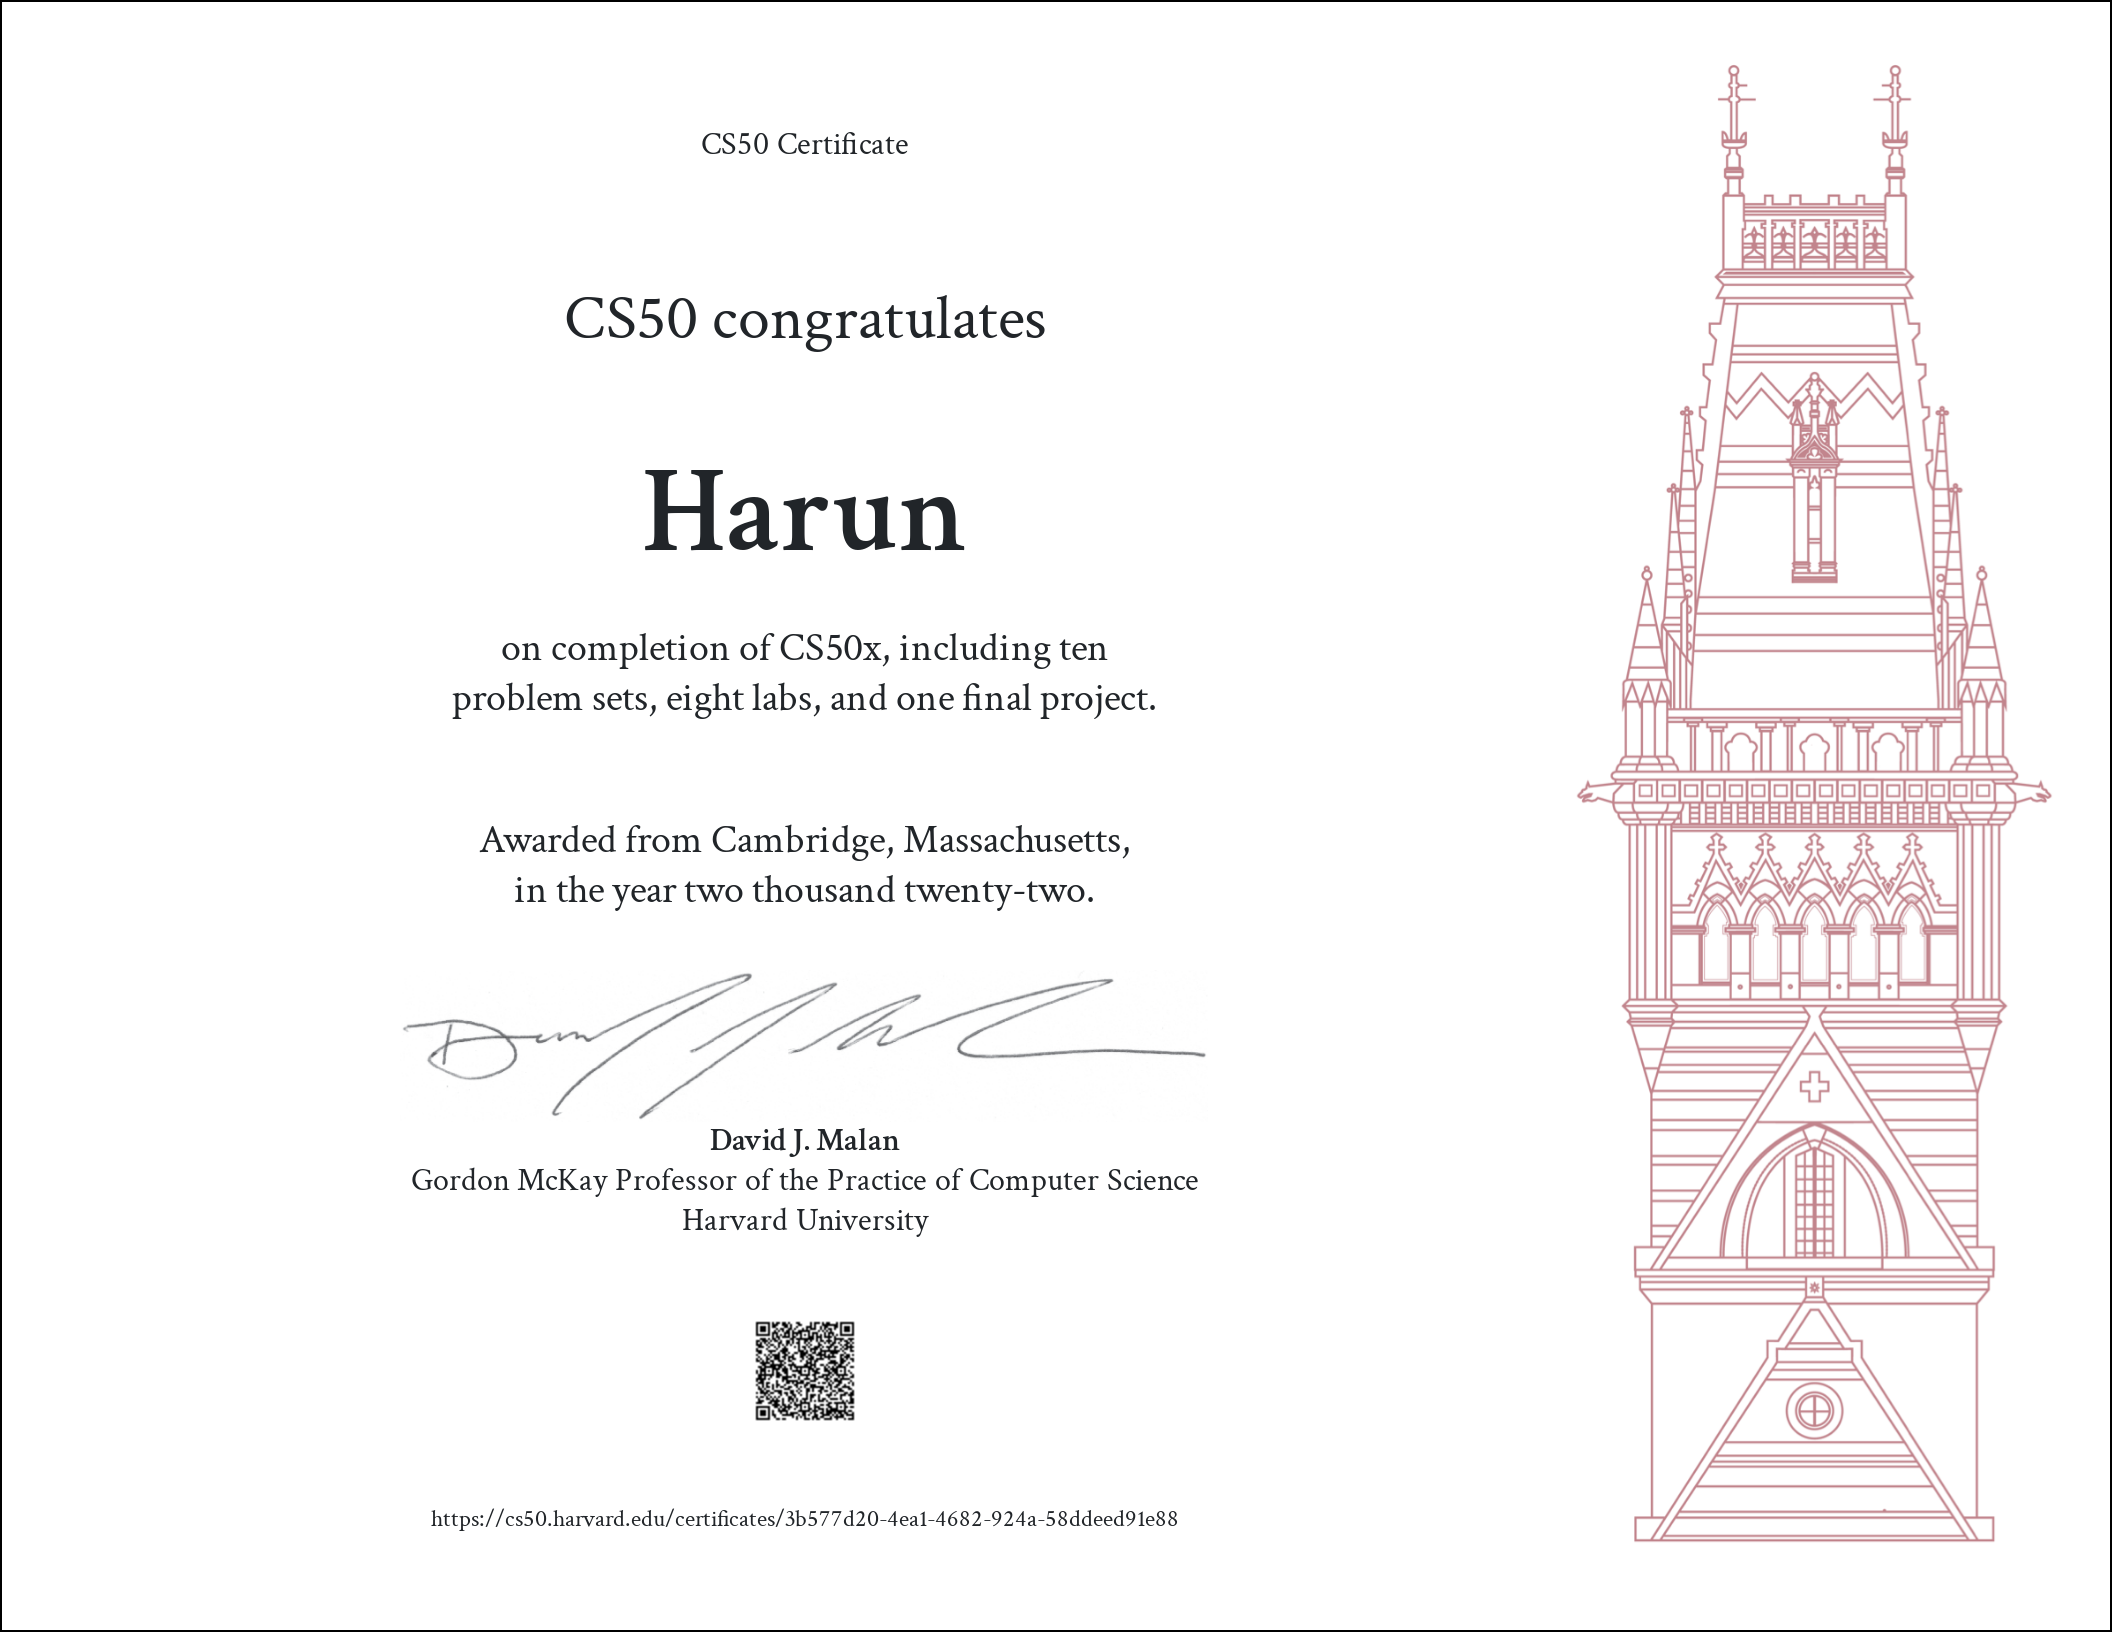 CS50 Certificate
CS50 congratulates
Harun
on completion of CS50x, including ten
problem sets, eight labs, and one final project.
Awarded from Cambridge, Massachusetts,
in the year two thousand twenty-two.
David J. Malan
Gordon McKay Professor of the Practice of Computer Science
Harvard University
https://cs50.harvard.edu/certificates/3b577d20-4ea1-4682-924a-58ddeed91e88